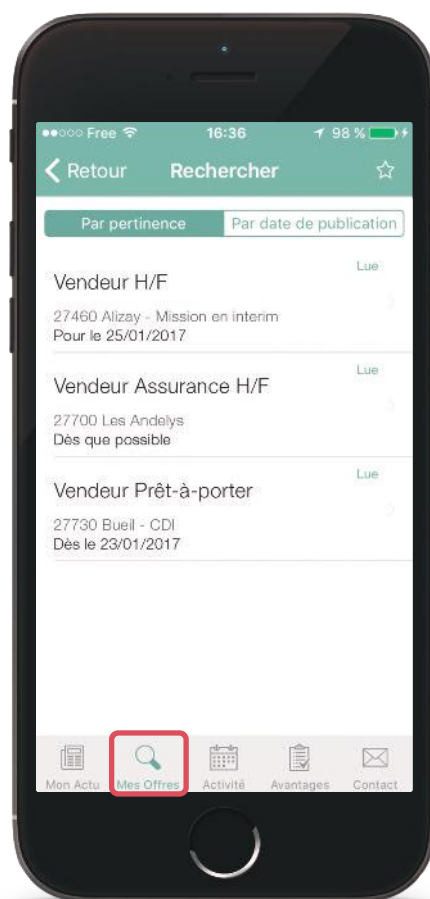 Free 16:36 98 %
Retour Rechercher
Par pertinence Par date de publication
Lue
Vendeur H/F
27460 Alizay - Mission en interim
Pour le 25/01/2017
Lue
Vendeur Assurance H/F
27700 Les Andelys
Dès que possible
Lue
Vendeur Prêt-à-porter
27730 Bueil - CDI
Dès le 23/01/2017
Mon Actu Mes Offres Activité Avantages Contact